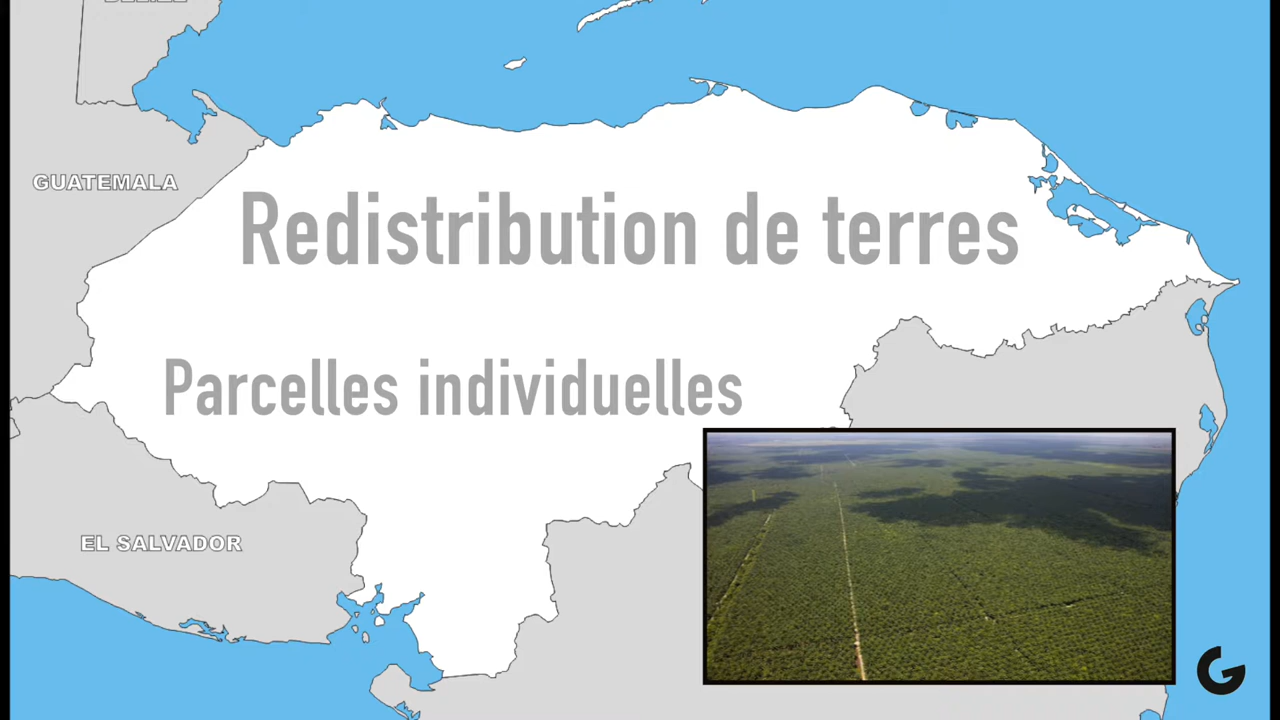 GUATEMALA
Redistribution de terres
Parcelles individuelles
EL SALVADOR
G